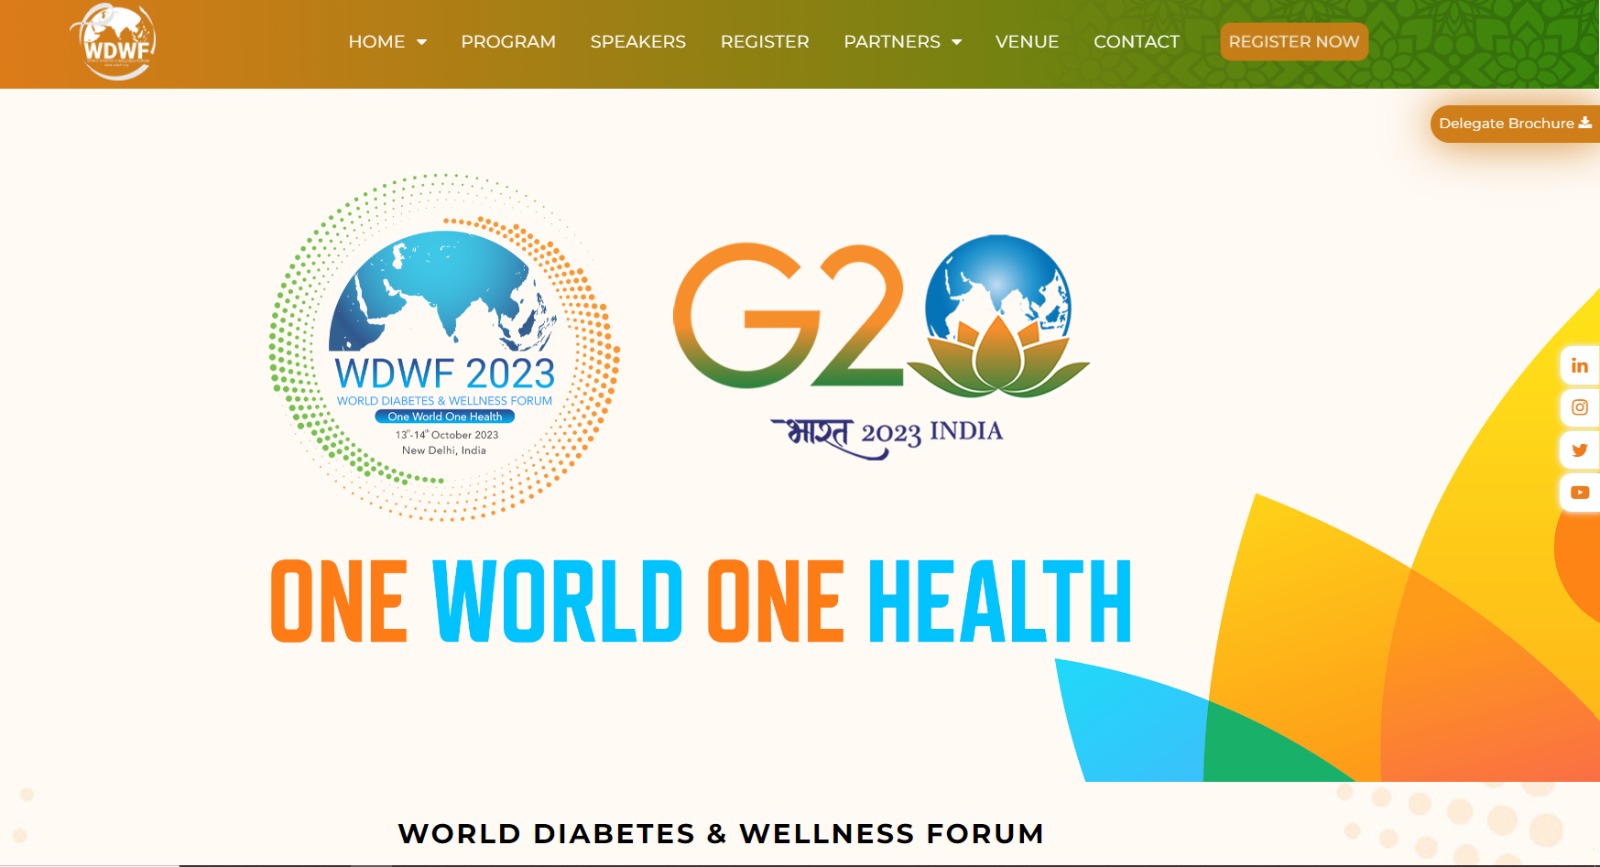 WDWF
HOME
PROGRAM
SPEAKERS
REGISTER
PARTNERS
VENUE
CONTACT
REGISTER NOW
Delegate Brochure
WDWF 2023
WORLD DIABETES & WELLNESS FORUM
One World One Health
13th-14th October 2023
New Delhi, India
G20
भारत 2023 INDIA
ONE WORLD ONE HEALTH
WORLD DIABETES & WELLNESS FORUM